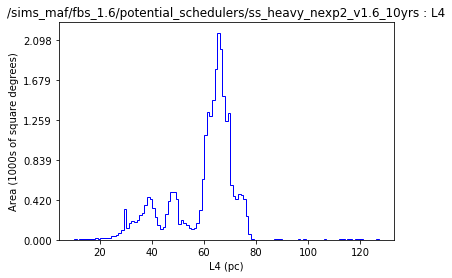 /sims_maf/fbs_1.6/potential_schedulers/ss_heavy_nexp2_v1.6_10yrs : L4
2.098
1.679
1.259
0.839
0.420
0.000
Area (1000s of square degrees)
20 40 60 80 100 120
L4 (pc)